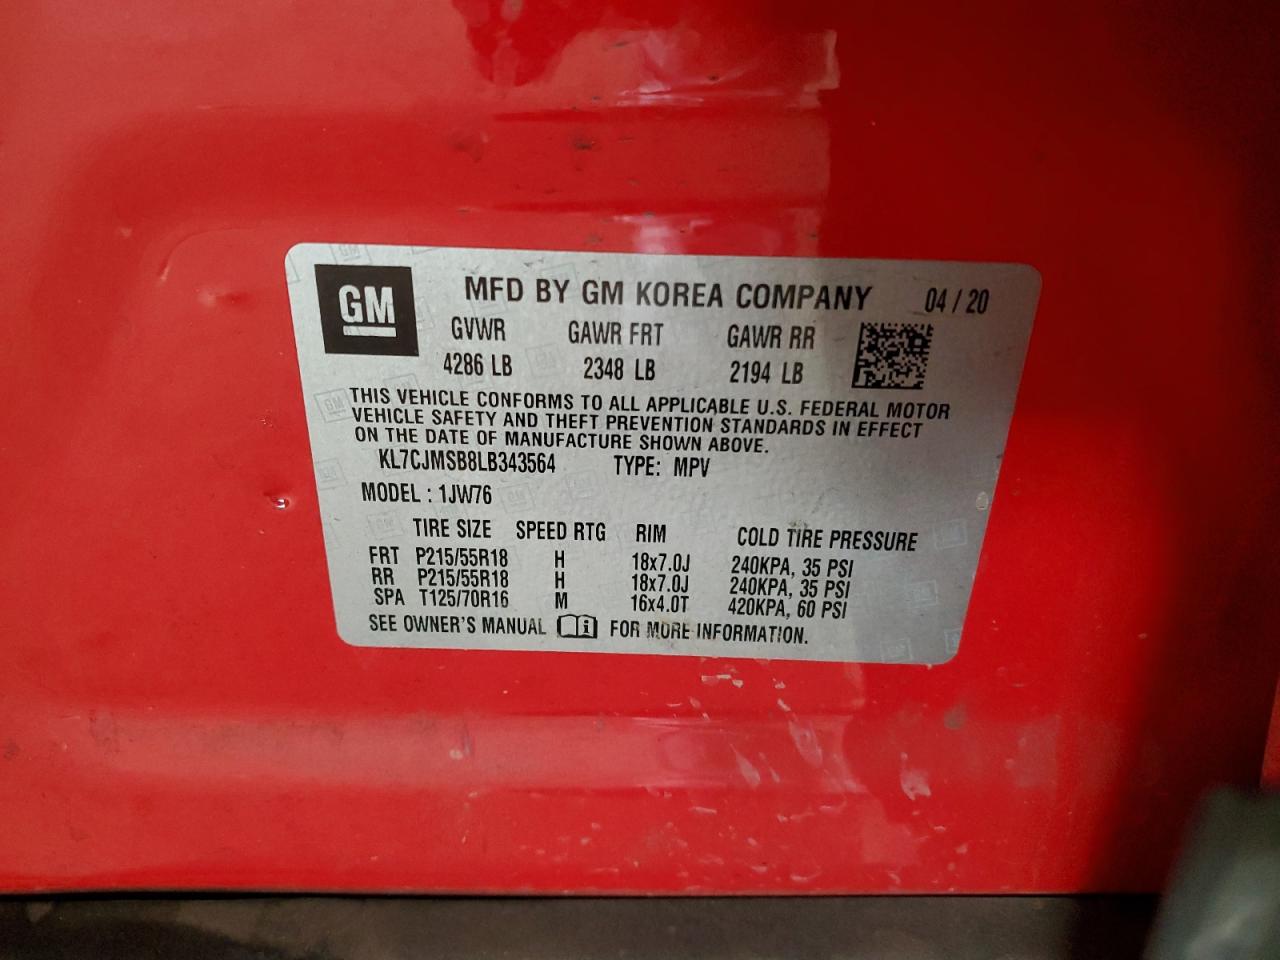 GM
MFD BY GM KOREA COMPANY 04 / 20
GVWR GAWR FRT GAWR RR
4286 LB 2348 LB 2194 LB
THIS VEHICLE CONFORMS TO ALL APPLICABLE U.S. FEDERAL MOTOR
VEHICLE SAFETY AND THEFT PREVENTION STANDARDS IN EFFECT
ON THE DATE OF MANUFACTURE SHOWN ABOVE.
KL7CJMSB8LB343564 TYPE: MPV
MODEL : 1JW76
TIRE SIZE SPEED RTG RIM COLD TIRE PRESSURE
FRT P215/55R18 H 18x7.0J 240KPA, 35 PSI
RR P215/55R18 H 18x7.0J 240KPA, 35 PSI
SPA T125/70R16 M 16x4.0T 420KPA, 60 PSI
SEE OWNER'S MANUAL i FOR MORE INFORMATION.